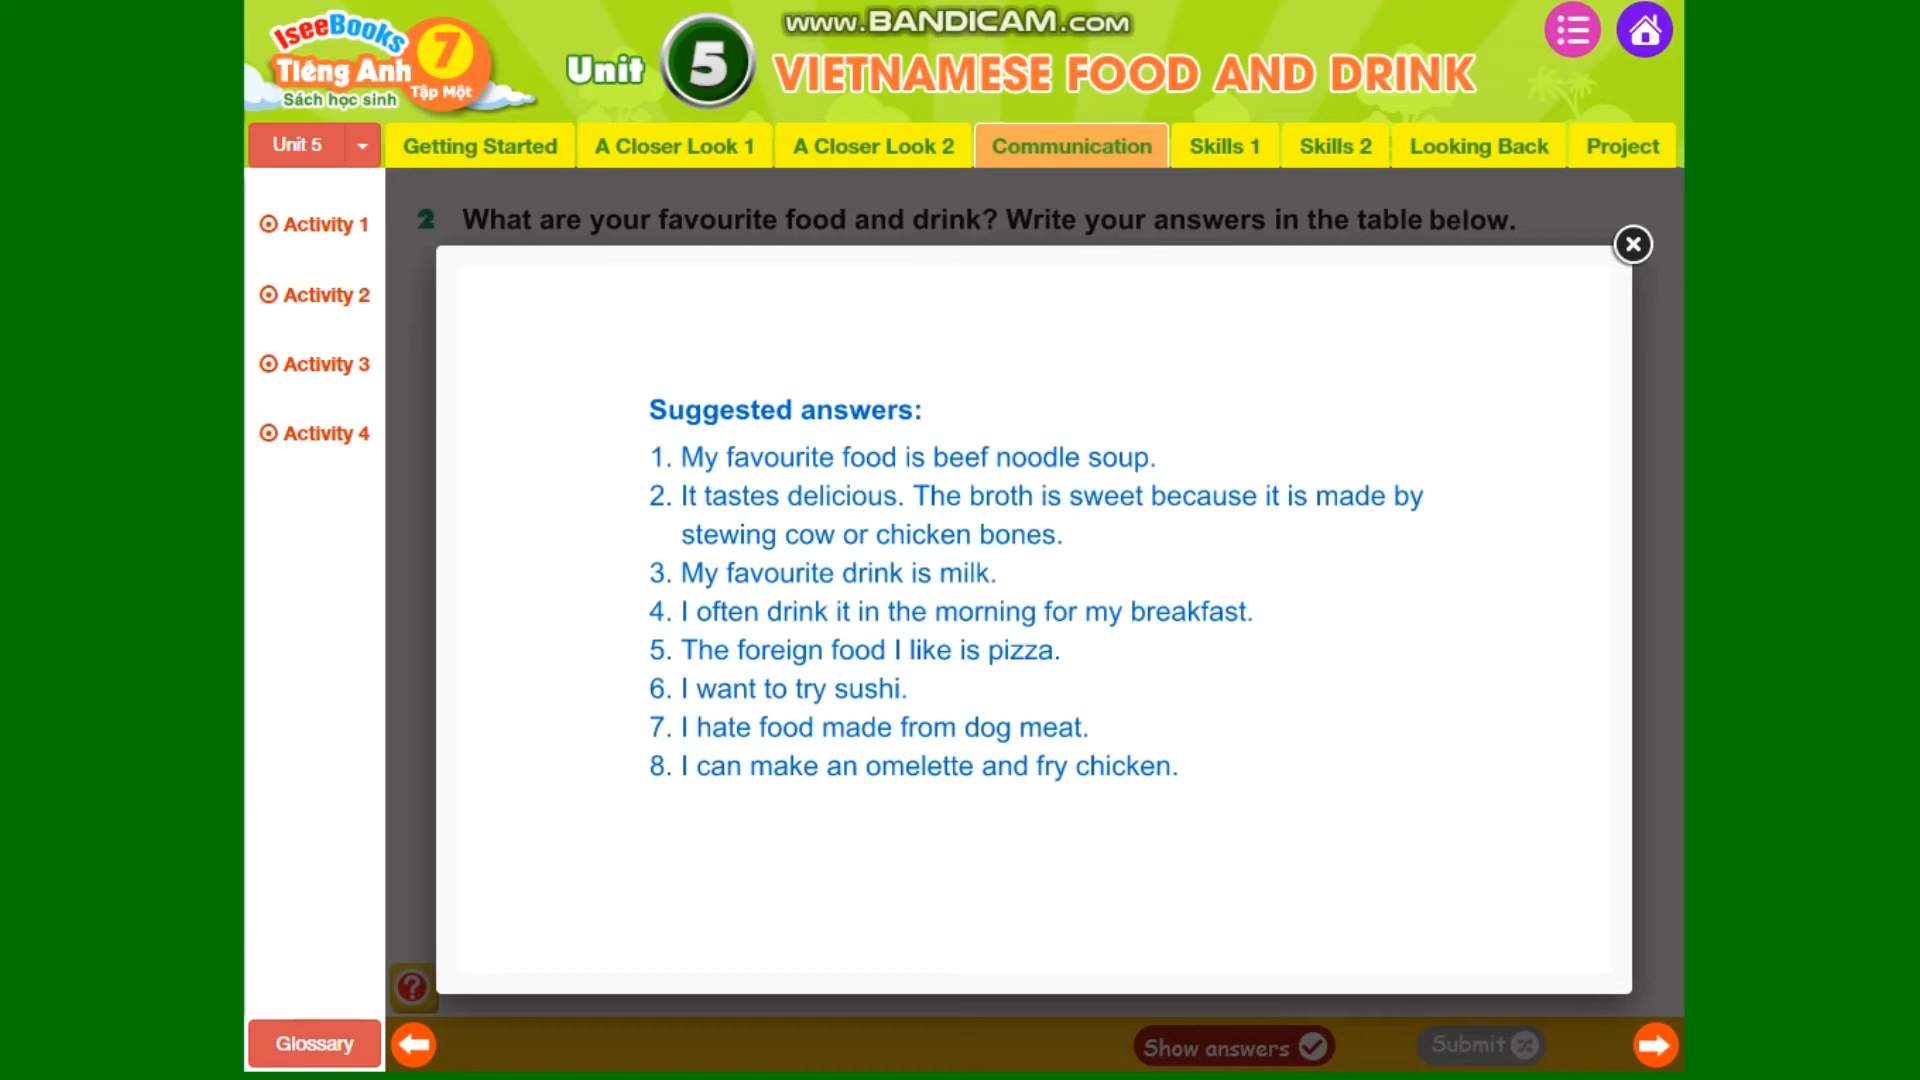 www.BANDICAM.com
IseeBooks
Tiếng Anh 7
Sách học sinh Tập Một
Unit 5 VIETNAMESE FOOD AND DRINK
Unit 5 Getting Started A Closer Look 1 A Closer Look 2 Communication Skills 1 Skills 2 Looking Back Project
Activity 1
Activity 2
Activity 3
Activity 4
2 What are your favourite food and drink? Write your answers in the table below.
Suggested answers:
1. My favourite food is beef noodle soup.
2. It tastes delicious. The broth is sweet because it is made by
stewing cow or chicken bones.
3. My favourite drink is milk.
4. I often drink it in the morning for my breakfast.
5. The foreign food I like is pizza.
6. I want to try sushi.
7. I hate food made from dog meat.
8. I can make an omelette and fry chicken.
?
Glossary Show answers Submit